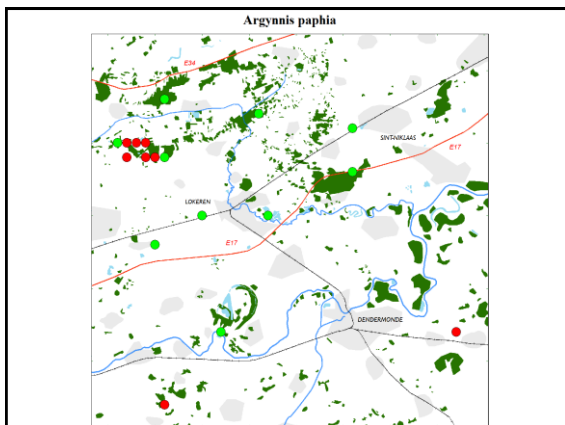 Argynnis paphia
E34
SINT-NIKLAAS
E17
LOKEREN
E17
DENDERMONDE